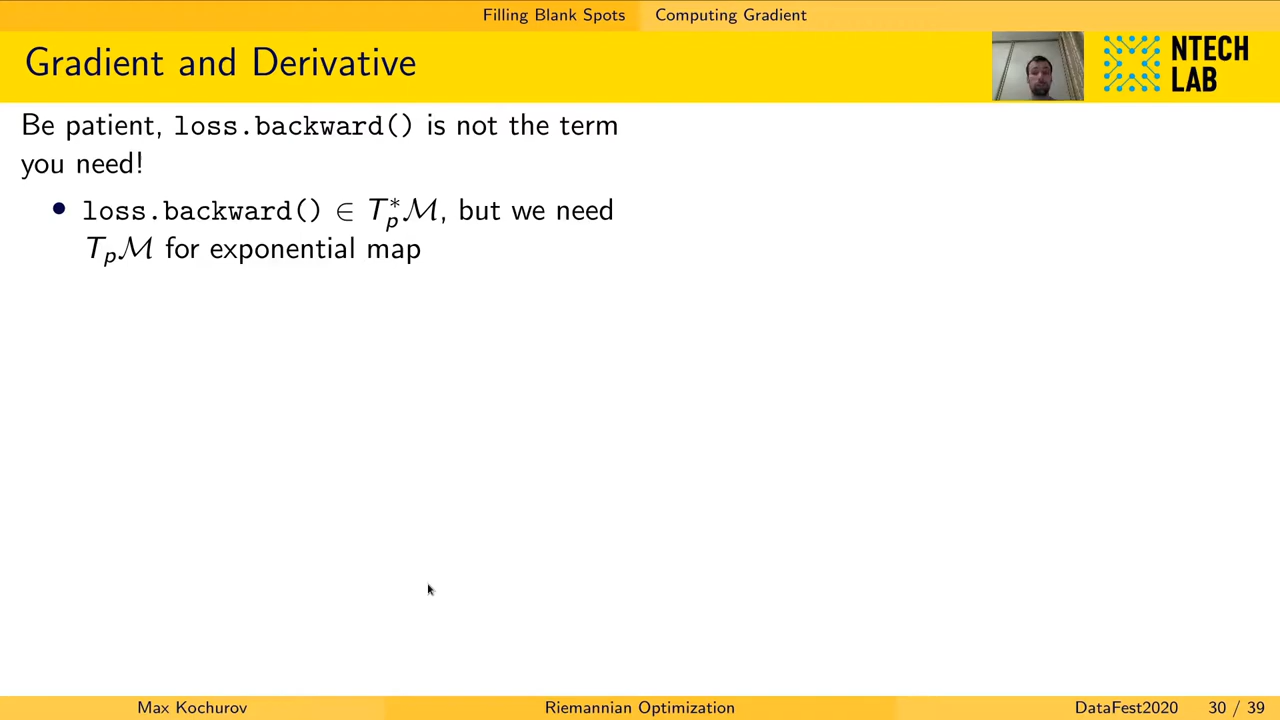 Filling Blank Spots Computing Gradient
Gradient and Derivative
NTECH
LAB
Be patient, loss.backward() is not the term
you need!
• loss.backward() ∈ T*ₚℳ, but we need
Tₚℳ for exponential map
Max Kochurov Riemannian Optimization DataFest2020 30 / 39